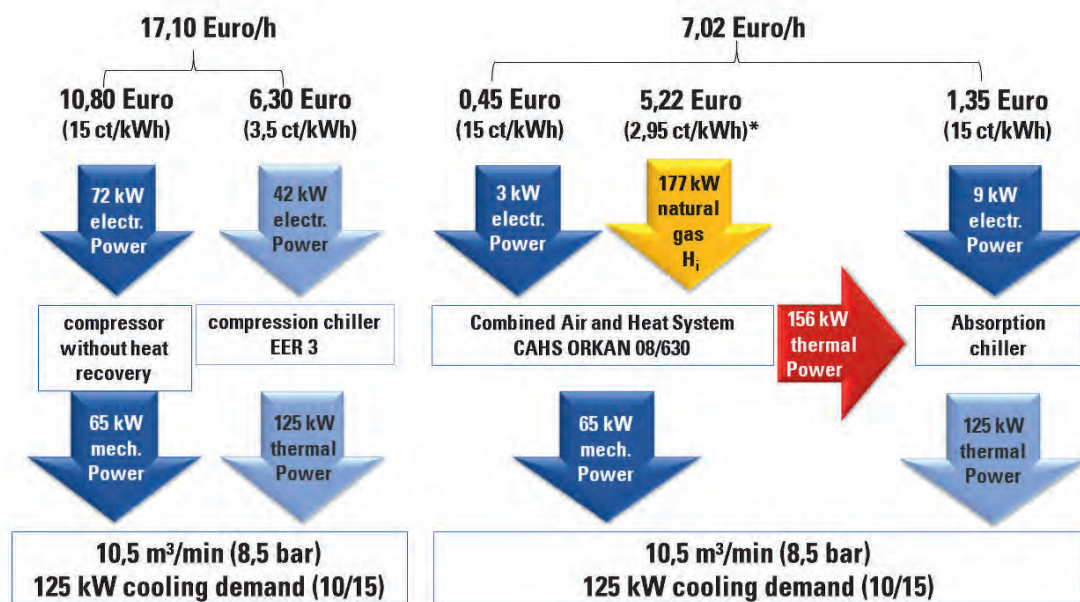 17,10 Euro/h
10,80 Euro
(15 ct/kWh)
6,30 Euro
(3,5 ct/kWh)
72 kW
electr.
Power
42 kW
electr.
Power
compressor
without heat
recovery
compression chiller
EER 3
65 kW
mech.
Power
125 kW
thermal
Power
10,5 m³/min (8,5 bar)
125 kW cooling demand (10/15)
7,02 Euro/h
0,45 Euro
(15 ct/kWh)
5,22 Euro
(2,95 ct/kWh)*
1,35 Euro
(15 ct/kWh)
3 kW
electr.
Power
177 kW
natural
gas
Hi
9 kW
electr.
Power
Combined Air and Heat System
CAHS ORKAN 08/630
156 kW
thermal
Power
Absorption
chiller
65 kW
mech.
Power
125 kW
thermal
Power
10,5 m³/min (8,5 bar)
125 kW cooling demand (10/15)